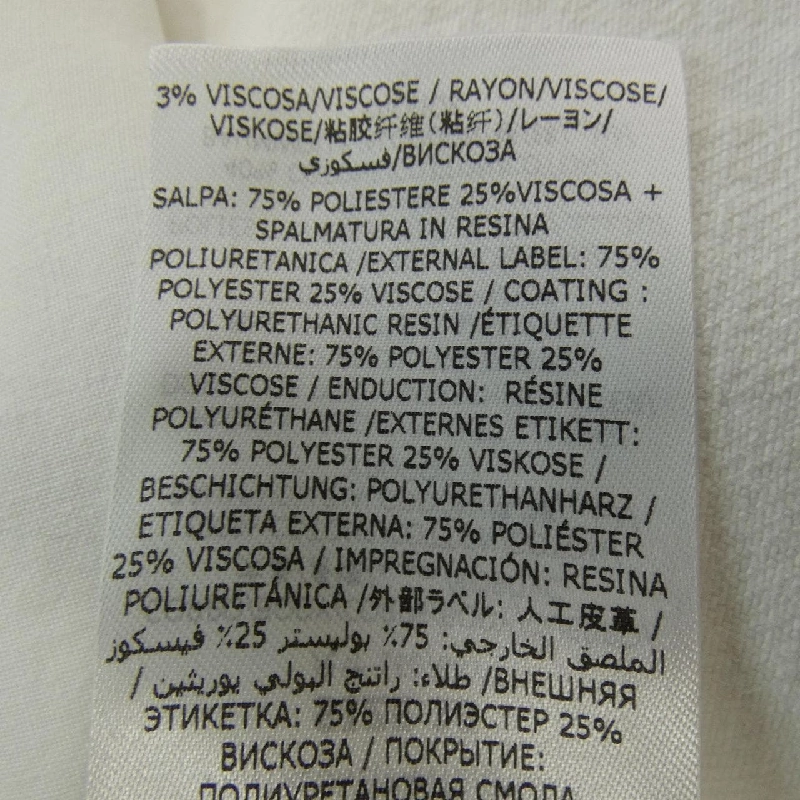 3% VISCOSA/VISCOSE / RAYON/VISCOSE/
VISKOSE/粘胶纤维(粘纤)/レーヨン/
فسكوزي/ВИСКОЗА
SALPA: 75% POLIESTERE 25%VISCOSA +
SPALMATURA IN RESINA
POLIURETANICA /EXTERNAL LABEL: 75%
POLYESTER 25% VISCOSE / COATING :
POLYURETHANIC RESIN /ÉTIQUETTE
EXTERNE: 75% POLYESTER 25%
VISCOSE / ENDUCTION: RÉSINE
POLYURÉTHANE /EXTERNES ETIKETT:
75% POLYESTER 25% VISKOSE /
BESCHICHTUNG: POLYURETHANHARZ /
ETIQUETA EXTERNA: 75% POLIÉSTER
25% VISCOSA / IMPREGNACIÓN: RESINA
POLIURETÁNICA /外部ラベル: 人工皮革 /
الملصق الخارجي: 75٪ بوليستر 25٪ فيسكوز
/ طلاء: راتنج البولي يوريثين /ВНЕШНЯЯ
ЭТИКЕТКА: 75% ПОЛИЭСТЕР 25%
ВИСКОЗА / ПОКРЫТИЕ:
ПОЛИУРЕТАНОВАЯ СМОЛА